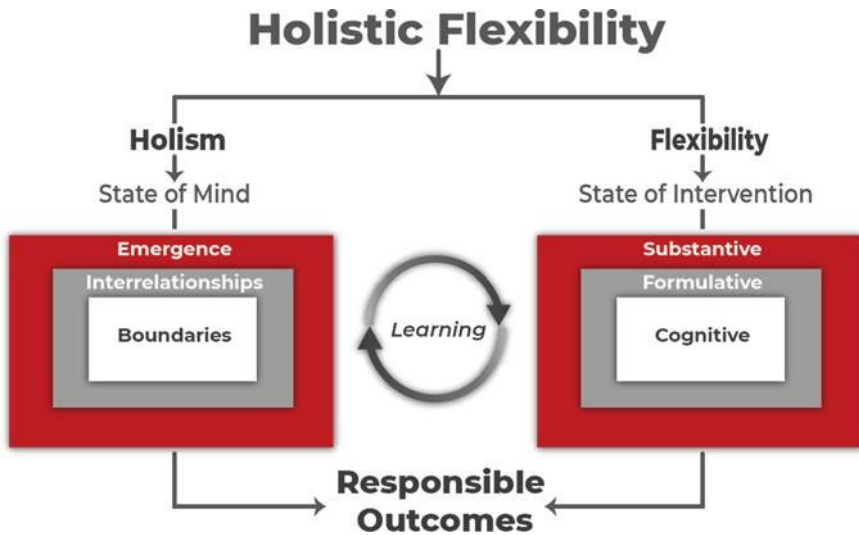 Holistic Flexibility
Holism
Flexibility
State of Mind
State of Intervention
Emergence
Substantive
Interrelationships
Formulative
Boundaries
Learning
Cognitive
Responsible
Outcomes